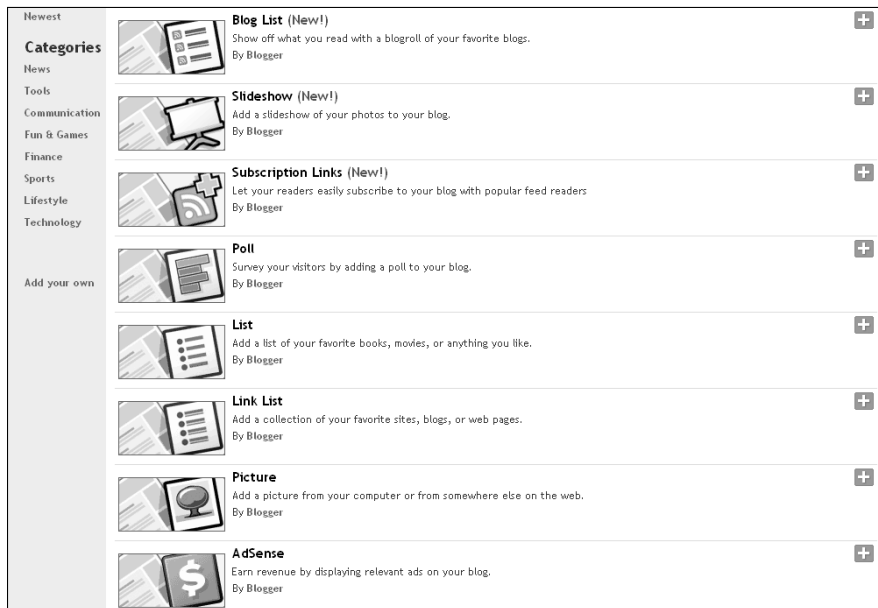 Newest
Categories
News
Tools
Communication
Fun & Games
Finance
Sports
Lifestyle
Technology
Add your own
Blog List (New!)
Show off what you read with a blogroll of your favorite blogs.
By Blogger
Slideshow (New!)
Add a slideshow of your photos to your blog.
By Blogger
Subscription Links (New!)
Let your readers easily subscribe to your blog with popular feed readers
By Blogger
Poll
Survey your visitors by adding a poll to your blog.
By Blogger
List
Add a list of your favorite books, movies, or anything you like.
By Blogger
Link List
Add a collection of your favorite sites, blogs, or web pages.
By Blogger
Picture
Add a picture from your computer or from somewhere else on the web.
By Blogger
AdSense
Earn revenue by displaying relevant ads on your blog.
By Blogger